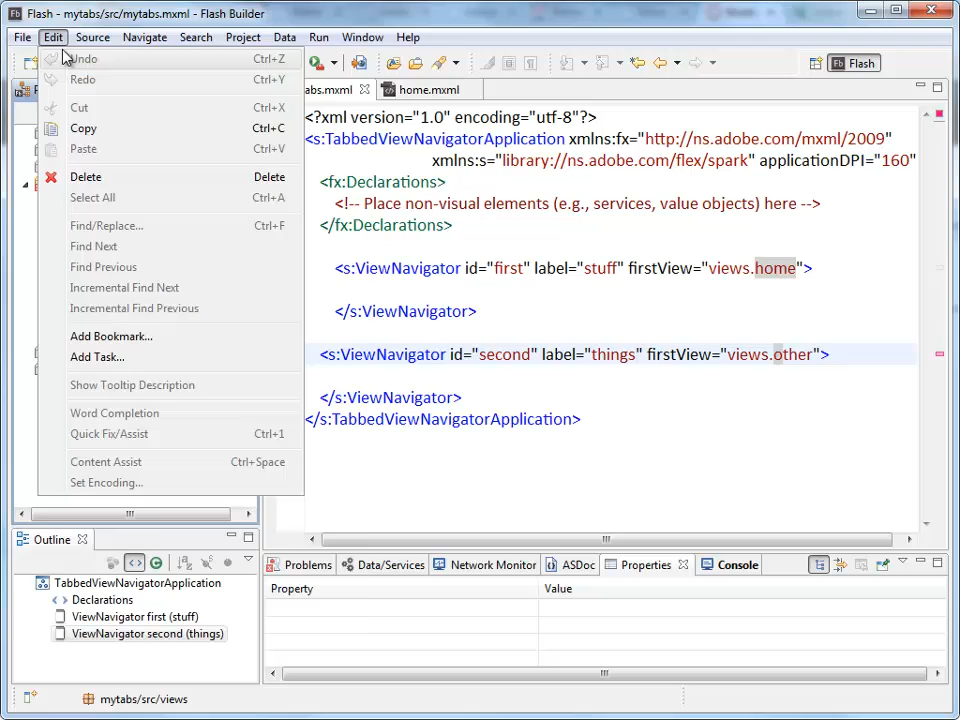 Flash - mytabs/src/mytabs.mxml - Flash Builder
File Edit Source Navigate Search Project Data Run Window Help
Undo Ctrl+Z
Redo Ctrl+Y
Cut Ctrl+X
Copy Ctrl+C
Paste Ctrl+V
Delete Delete
Select All Ctrl+A
Find/Replace... Ctrl+F
Find Next
Find Previous
Incremental Find Next
Incremental Find Previous
Add Bookmark...
Add Task...
Show Tooltip Description
Word Completion
Quick Fix/Assist Ctrl+1
Content Assist Ctrl+Space
Set Encoding...
Flash
abs.mxml home.mxml
<?xml version="1.0" encoding="utf-8"?>
<s:TabbedViewNavigatorApplication xmlns:fx="http://ns.adobe.com/mxml/2009"
xmlns:s="library://ns.adobe.com/flex/spark" applicationDPI="160"
<fx:Declarations>
<!-- Place non-visual elements (e.g., services, value objects) here -->
</fx:Declarations>
<s:ViewNavigator id="first" label="stuff" firstView="views.home">
</s:ViewNavigator>
<s:ViewNavigator id="second" label="things" firstView="views.other">
</s:ViewNavigator>
</s:TabbedViewNavigatorApplication>
Outline
TabbedViewNavigatorApplication
Declarations
ViewNavigator first (stuff)
ViewNavigator second (things)
Problems Data/Services Network Monitor ASDoc Properties Console
Property Value
mytabs/src/views